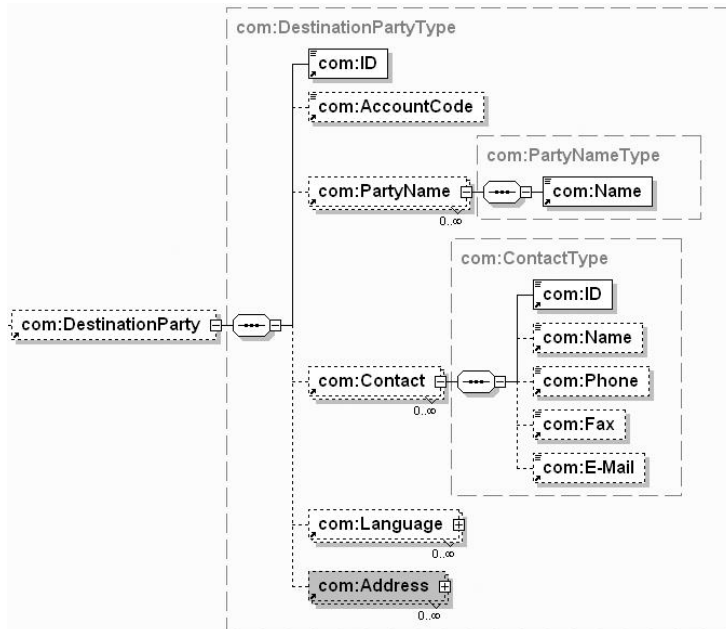 com:DestinationPartyType
com:ID
com:AccountCode
com:PartyNameType
com:PartyName
com:Name
0..∞
com:ContactType
com:ID
com:DestinationParty
com:Name
com:Contact
com:Phone
0..∞
com:Fax
com:E-Mail
com:Language
0..∞
com:Address
0..∞